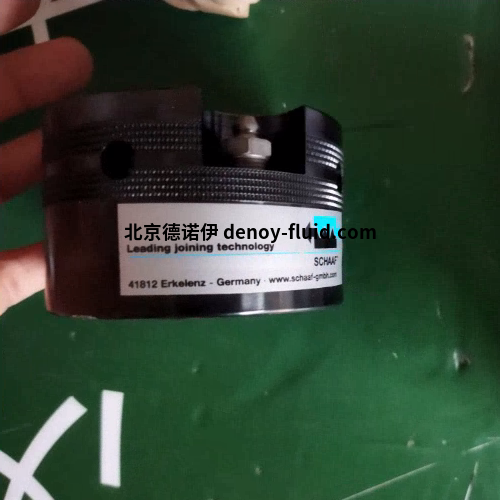 北京德诺伊 denoy-fluid.com
Leading joining technology
SCHAAF
41812 Erkelenz - Germany · www.schaaf-gmbh.com